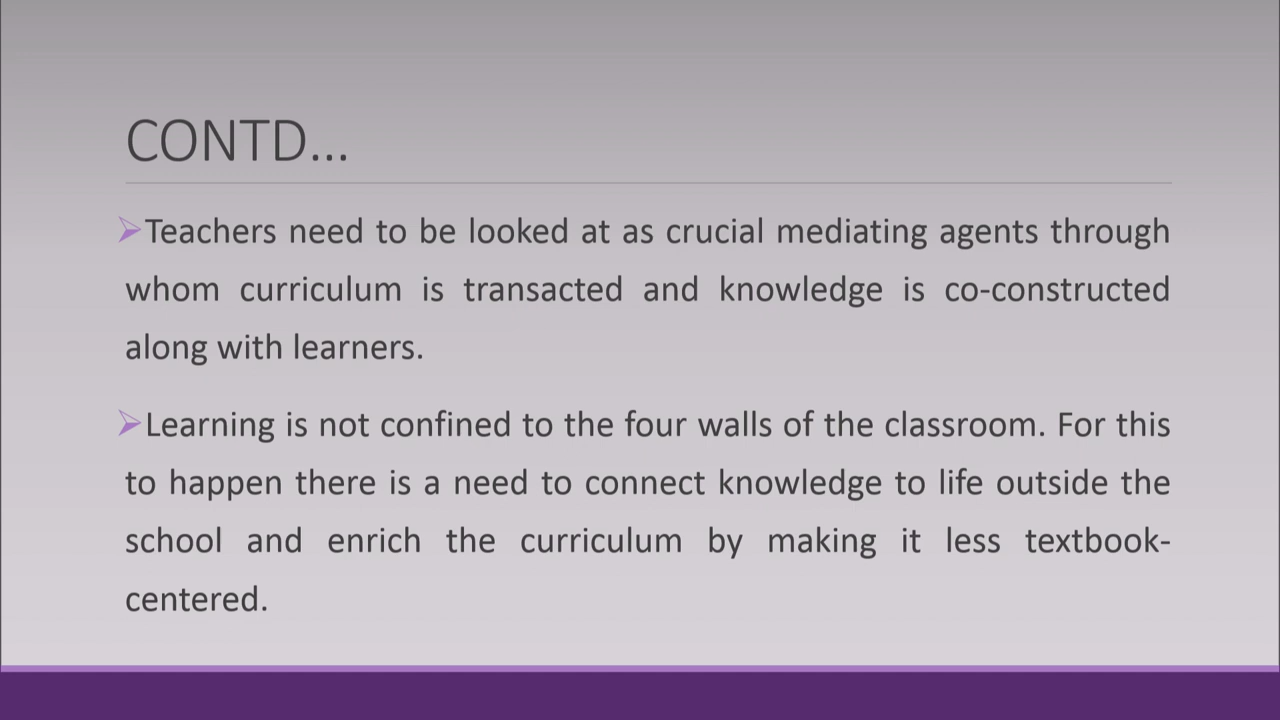 CONTD...
➢Teachers need to be looked at as crucial mediating agents through
whom curriculum is transacted and knowledge is co-constructed
along with learners.
➢Learning is not confined to the four walls of the classroom. For this
to happen there is a need to connect knowledge to life outside the
school and enrich the curriculum by making it less textbook-
centered.